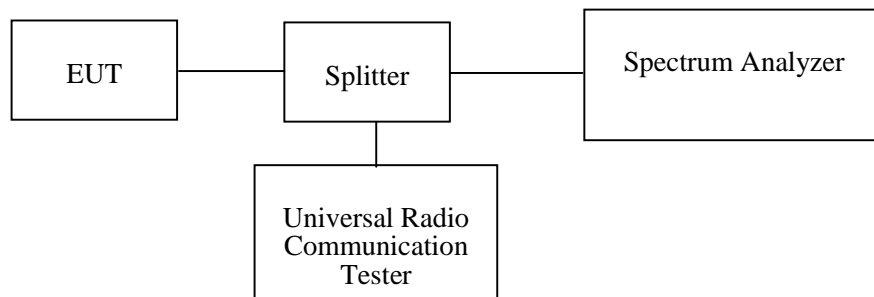 EUT
Splitter
Spectrum Analyzer
Universal Radio
Communication
Tester